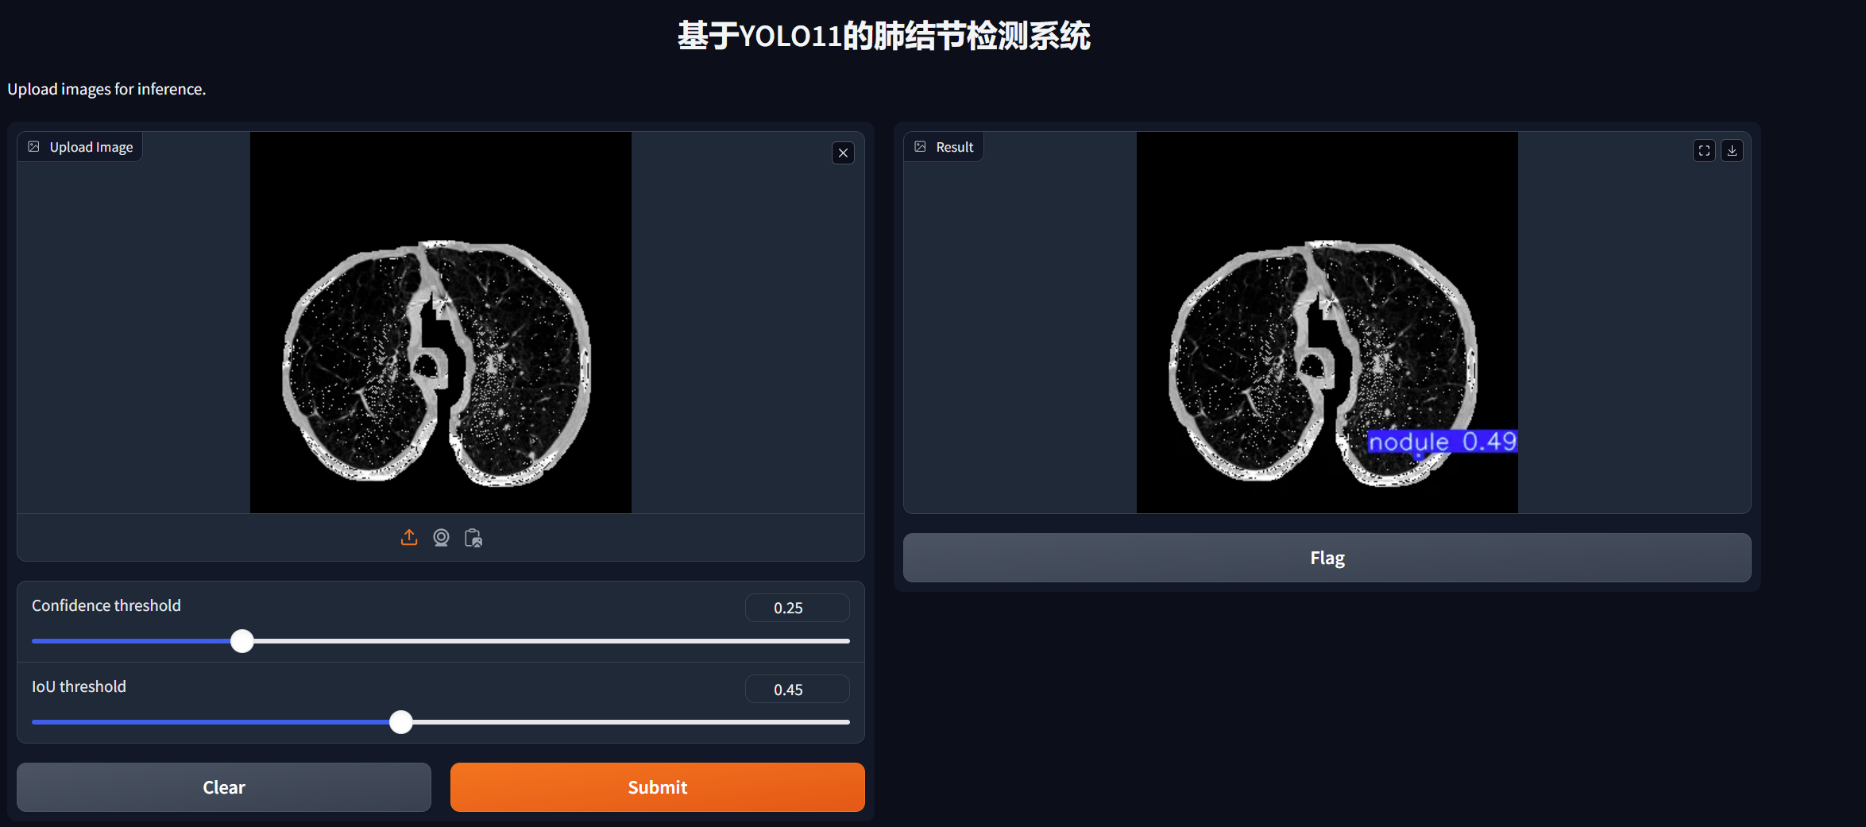 基于YOLO11的肺结节检测系统
Upload images for inference.
Upload Image
Result
nodule 0.49
Flag
Confidence threshold
0.25
IoU threshold
0.45
Clear
Submit